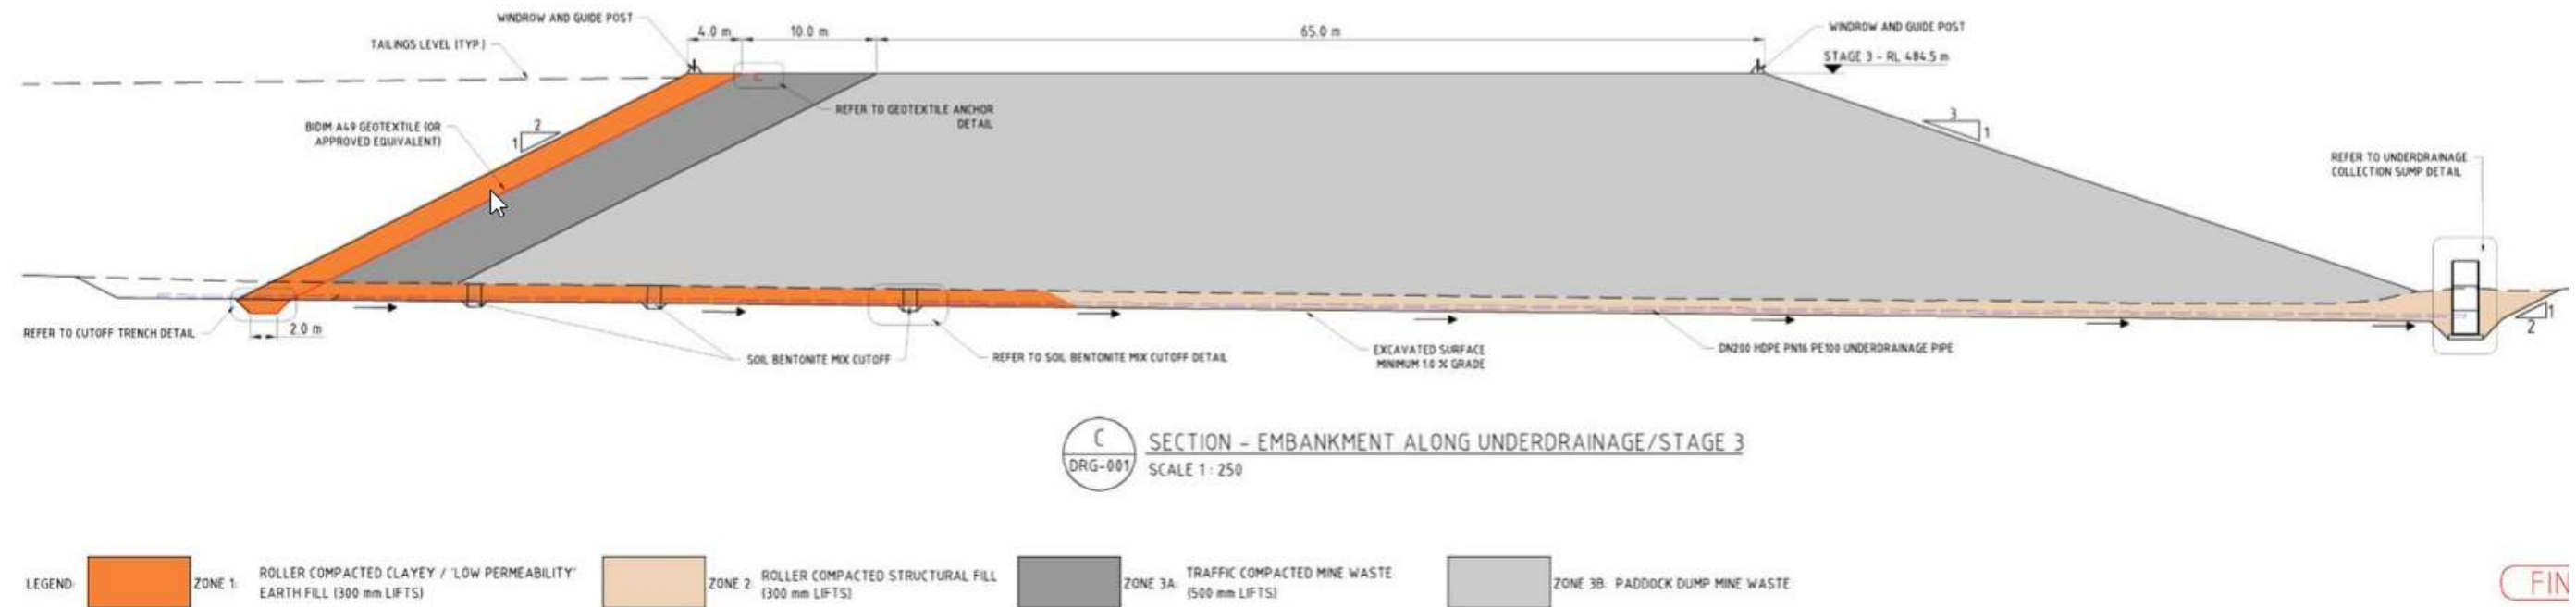 WINDROW AND GUIDE POST
4.0 m
10.0 m
65.0 m
WINDROW AND GUIDE POST
TAILINGS LEVEL (TYP.)
STAGE 3 - RL 484.5 m
REFER TO GEOTEXTILE ANCHOR
DETAIL
BIDIM A49 GEOTEXTILE (OR
APPROVED EQUIVALENT)
2
1
3
1
REFER TO UNDERDRAINAGE
COLLECTION SUMP DETAIL
REFER TO CUTOFF TRENCH DETAIL
2.0 m
SOIL BENTONITE MIX CUTOFF
REFER TO SOIL BENTONITE MIX CUTOFF DETAIL
EXCAVATED SURFACE
MINIMUM 1.0 % GRADE
DN200 HDPE PN16 PE100 UNDERDRAINAGE PIPE
1
2
C
DRG-001
SECTION - EMBANKMENT ALONG UNDERDRAINAGE/STAGE 3
SCALE 1 : 250
LEGEND:
ZONE 1:
ROLLER COMPACTED CLAYEY / 'LOW PERMEABILITY'
EARTH FILL (300 mm LIFTS)
ZONE 2:
ROLLER COMPACTED STRUCTURAL FILL
(300 mm LIFTS)
ZONE 3A:
TRAFFIC COMPACTED MINE WASTE
(500 mm LIFTS)
ZONE 3B: PADDOCK DUMP MINE WASTE
FIN